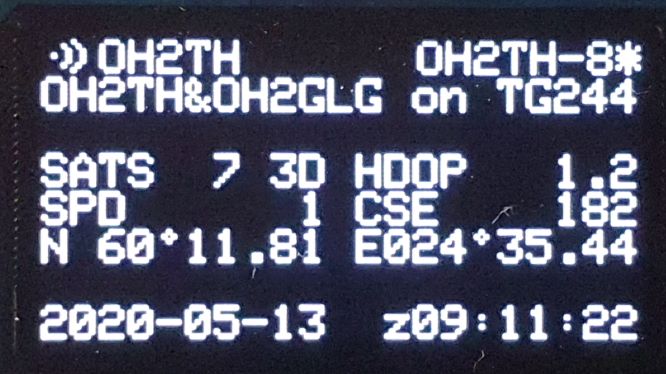 OH2TH OH2TH-8*
OH2TH&OH2GLG on TG244
SATS 7 3D HDOP 1.2
SPD 1 CSE 182
N 60°11.81 E024°35.44
2020-05-13 z09:11:22